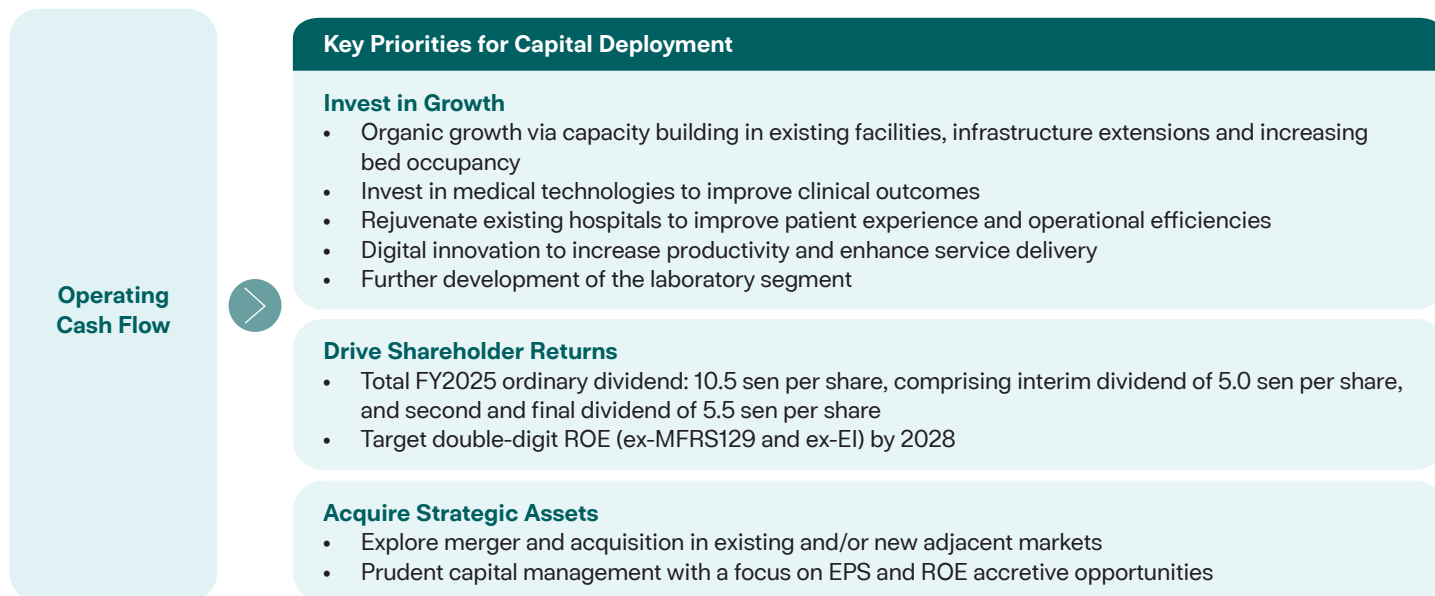 Operating
Cash Flow
Key Priorities for Capital Deployment
Invest in Growth
• Organic growth via capacity building in existing facilities, infrastructure extensions and increasing
bed occupancy
• Invest in medical technologies to improve clinical outcomes
• Rejuvenate existing hospitals to improve patient experience and operational efficiencies
• Digital innovation to increase productivity and enhance service delivery
• Further development of the laboratory segment
Drive Shareholder Returns
• Total FY2025 ordinary dividend: 10.5 sen per share, comprising interim dividend of 5.0 sen per share,
and second and final dividend of 5.5 sen per share
• Target double-digit ROE (ex-MFRS129 and ex-EI) by 2028
Acquire Strategic Assets
• Explore merger and acquisition in existing and/or new adjacent markets
• Prudent capital management with a focus on EPS and ROE accretive opportunities